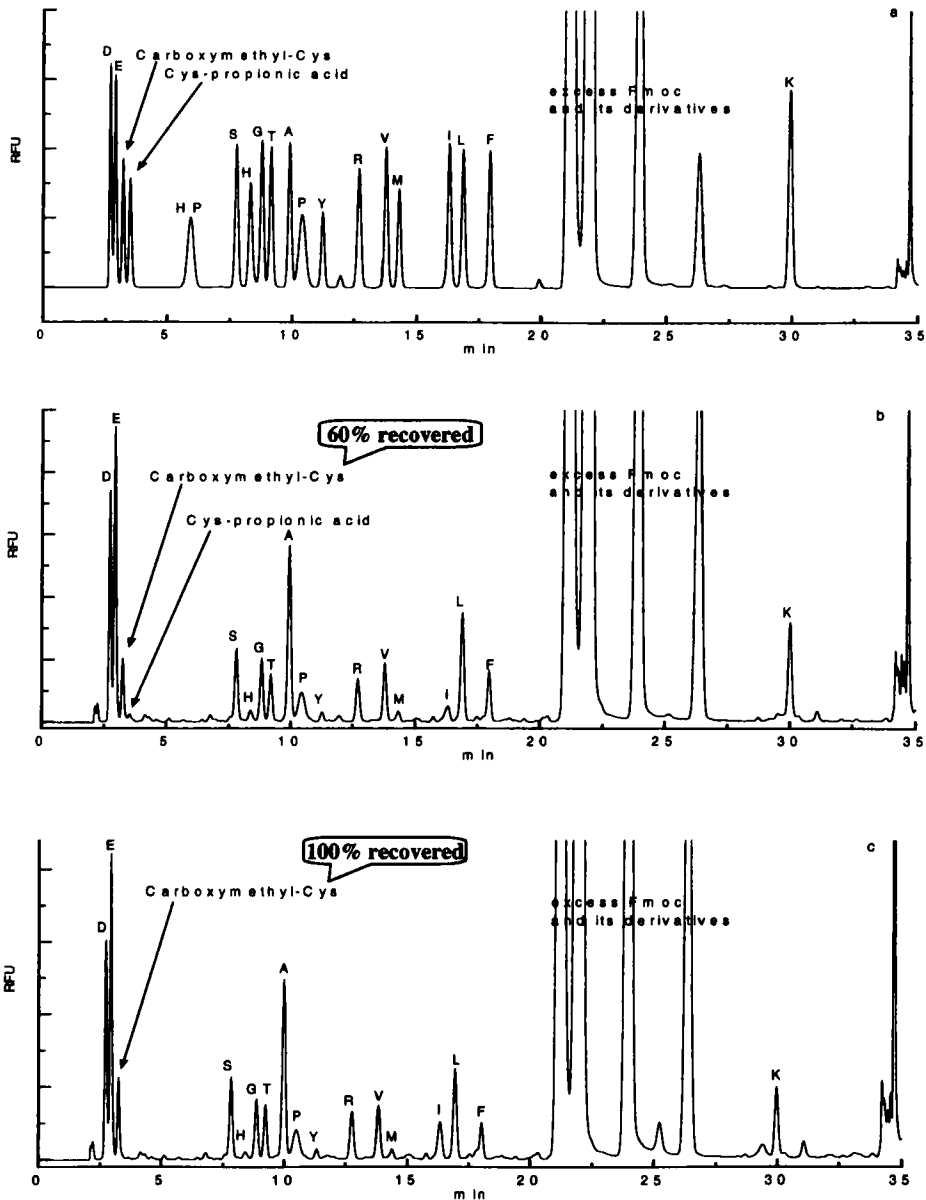 a
D
E
Carboxymethyl-Cys
Cys-propionic acid
H P
S
H
G
T
A
P
Y
R
V
M
I
L
F
excess Fmoc
and its derivatives
K
RFU
0 5 10 15 20 25 30 35
min
b
E
60% recovered
D
Carboxymethyl-Cys
Cys-propionic acid
A
S
H
G
T
P
Y
R
V
M
I
L
F
excess Fmoc
and its derivatives
K
RFU
0 5 10 15 20 25 30 35
min
c
E
100% recovered
D
Carboxymethyl-Cys
A
S
H
G
T
P
Y
R
V
M
I
L
F
excess Fmoc
and its derivatives
K
RFU
0 5 10 15 20 25 30 35
min